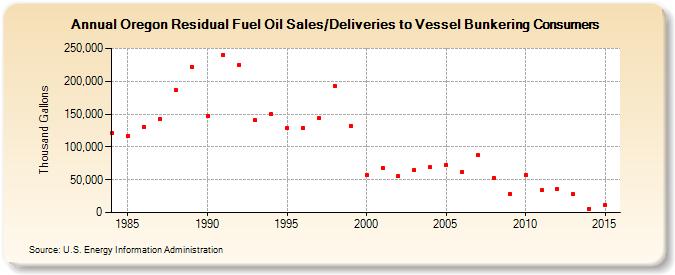 Annual Oregon Residual Fuel Oil Sales/Deliveries to Vessel Bunkering Consumers
Thousand Gallons
250,000
200,000
150,000
100,000
50,000
0
1985 1990 1995 2000 2005 2010 2015
Source: U.S. Energy Information Administration